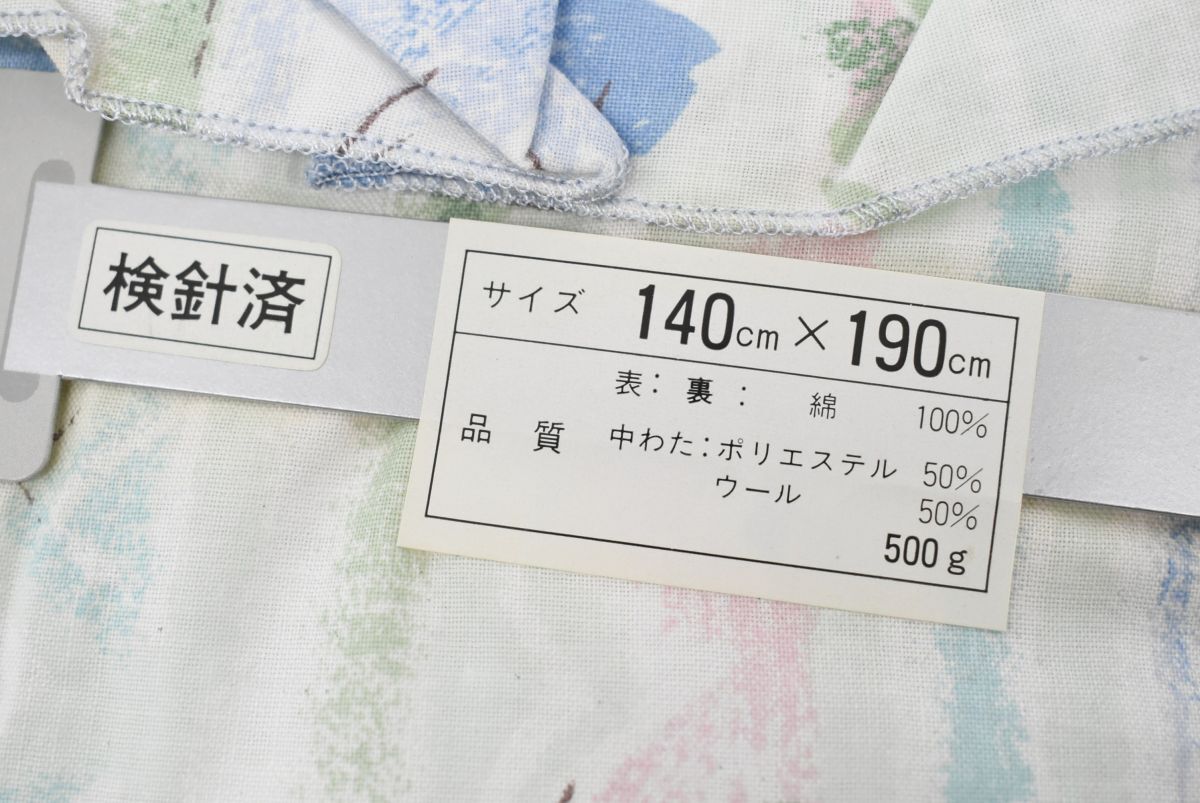 検針済
サイズ 140cm × 190cm
表: 裏: 綿 100%
品質 中わた:ポリエステル 50%
ウール 50%
500g